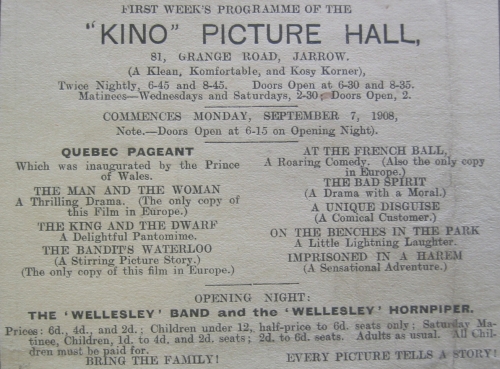 FIRST WEEK'S PROGRAMME OF THE
"KINO" PICTURE HALL,
81, GRANGE ROAD, JARROW.
(A Klean, Komfortable, and Kosy Korner),
Twice Nightly, 6-45 and 8-45. Doors Open at 6-30 and 8-35.
Matinees—Wednesdays and Saturdays, 2-30. Doors Open, 2.
COMMENCES MONDAY, SEPTEMBER 7, 1908,
Note.—Doors Open at 6-15 on Opening Night).
QUEBEC PAGEANT
Which was inaugurated by the Prince
of Wales.
THE MAN AND THE WOMAN
A Thrilling Drama. (The only copy of
this Film in Europe.)
THE KING AND THE DWARF
A Delightful Pantomime.
THE BANDIT'S WATERLOO
(A Stirring Picture Story.)
(The only copy of this film in Europe.)
AT THE FRENCH BALL,
A Roaring Comedy. (Also the only copy
in Europe.)
THE BAD SPIRIT
(A Drama with a Moral.)
A UNIQUE DISGUISE
(A Comical Customer.)
ON THE BENCHES IN THE PARK
A Little Lightning Laughter.
IMPRISONED IN A HAREM
(A Sensational Adventure.)
OPENING NIGHT:
THE 'WELLESLEY' BAND and the 'WELLESLEY' HORNPIPER.
Prices: 6d., 4d., and 2d.; Children under 12, half-price to 6d. seats only; Saturday Ma-
tinee, Children, 1d. to 4d. and 2d. seats; 2d. to 6d. seats. Adults as usual. All Chil-
dren must be paid for.
BRING THE FAMILY! EVERY PICTURE TELLS A STORY!